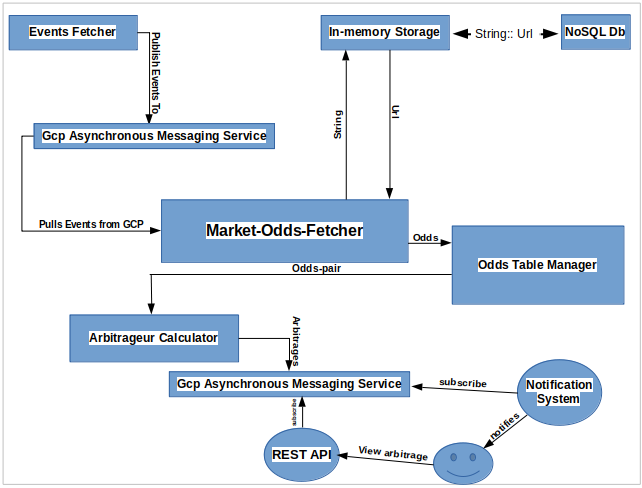 Events Fetcher
In-memory Storage
String:: Url
NoSQL Db
Publish Events To
Gcp Asynchronous Messaging Service
String
Url
Pulls Events from GCP
Market-Odds-Fetcher
Odds
Odds Table Manager
Odds-pair
Arbitrageur Calculator
Arbitrages
Gcp Asynchronous Messaging Service
subscribe
Notification
System
notifies
REST API
View arbitrage